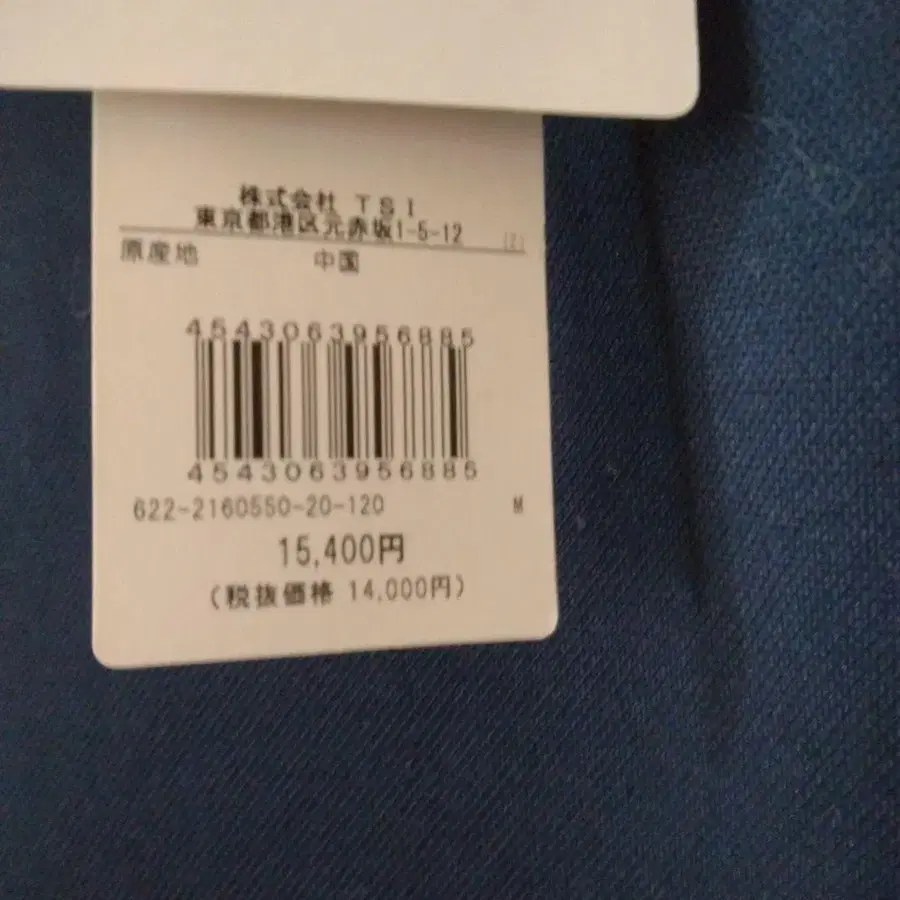 株式会社 TSI
東京都港区元赤坂1-5-12 (Z)
原産地 中国
4543063956885
4543063956885
622-2160550-20-120 M
15,400円
(税抜価格 14,000円)